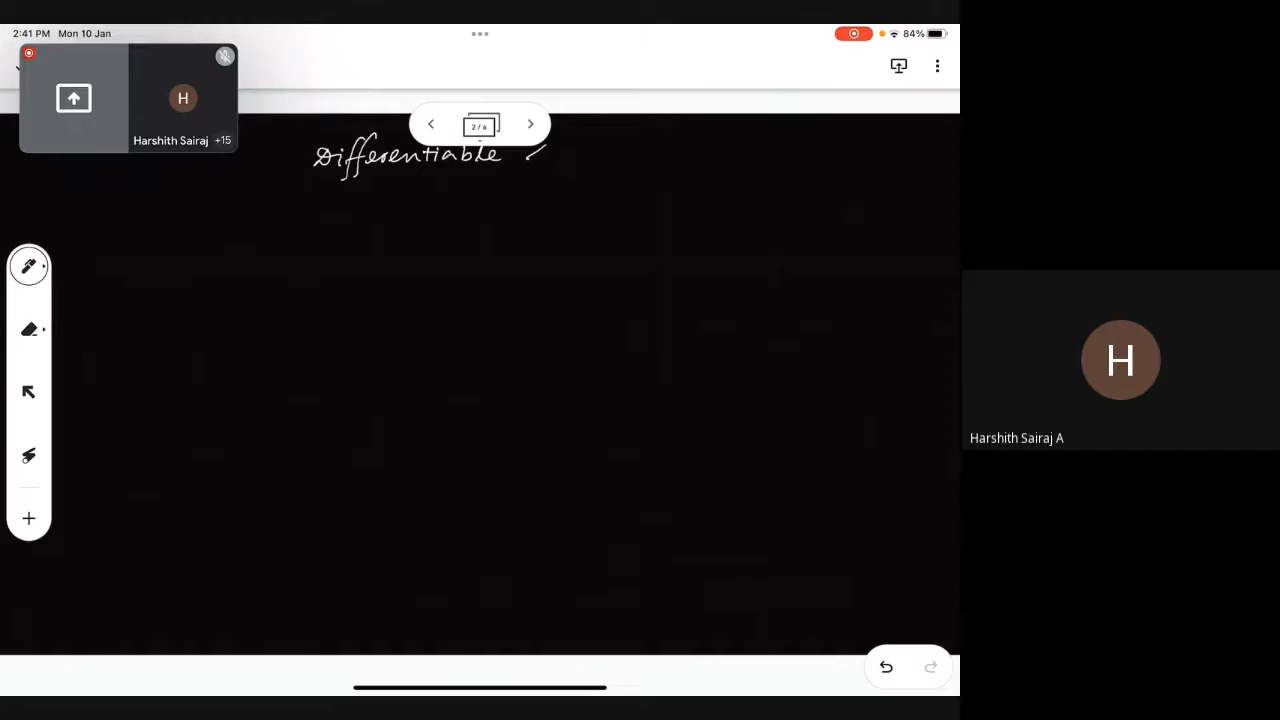 2:41 PM Mon 10 Jan
84%
H
Harshith Sairaj +15
2/6
Differentiable
H
Harshith Sairaj A